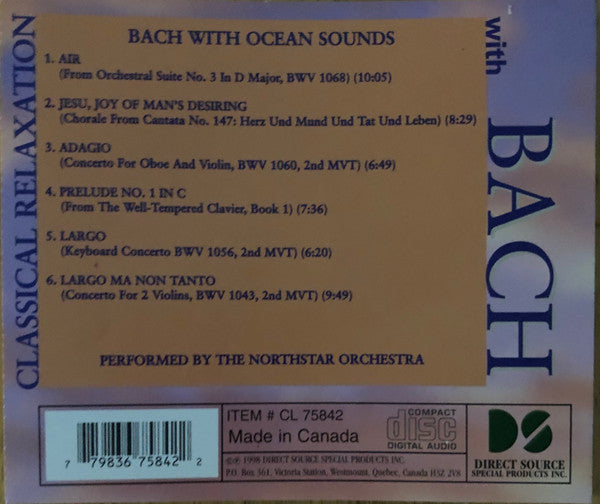 CLASSICAL RELAXATION
with
BACH
BACH WITH OCEAN SOUNDS
1. AIR
(From Orchestral Suite No. 3 In D Major, BWV 1068) (10:05)
2. JESU, JOY OF MAN'S DESIRING
(Chorale From Cantata No. 147: Herz Und Mund Und Tat Und Leben) (8:29)
3. ADAGIO
(Concerto For Oboe And Violin, BWV 1060, 2nd MVT) (6:49)
4. PRELUDE NO. 1 IN C
(From The Well-Tempered Clavier, Book 1) (7:36)
5. LARGO
(Keyboard Concerto BWV 1056, 2nd MVT) (6:20)
6. LARGO MA NON TANTO
(Concerto For 2 Violins, BWV 1043, 2nd MVT) (9:49)
PERFORMED BY THE NORTHSTAR ORCHESTRA
7 79836 75842 2
ITEM # CL 75842
Made in Canada
COMPACT
disc
DIGITAL AUDIO
©℗ 1998 DIRECT SOURCE SPECIAL PRODUCTS INC.
P.O. Box 361, Victoria Station, Westmount, Quebec, Canada H3Z 2V8
DS
DIRECT SOURCE
SPECIAL PRODUCTS INC.